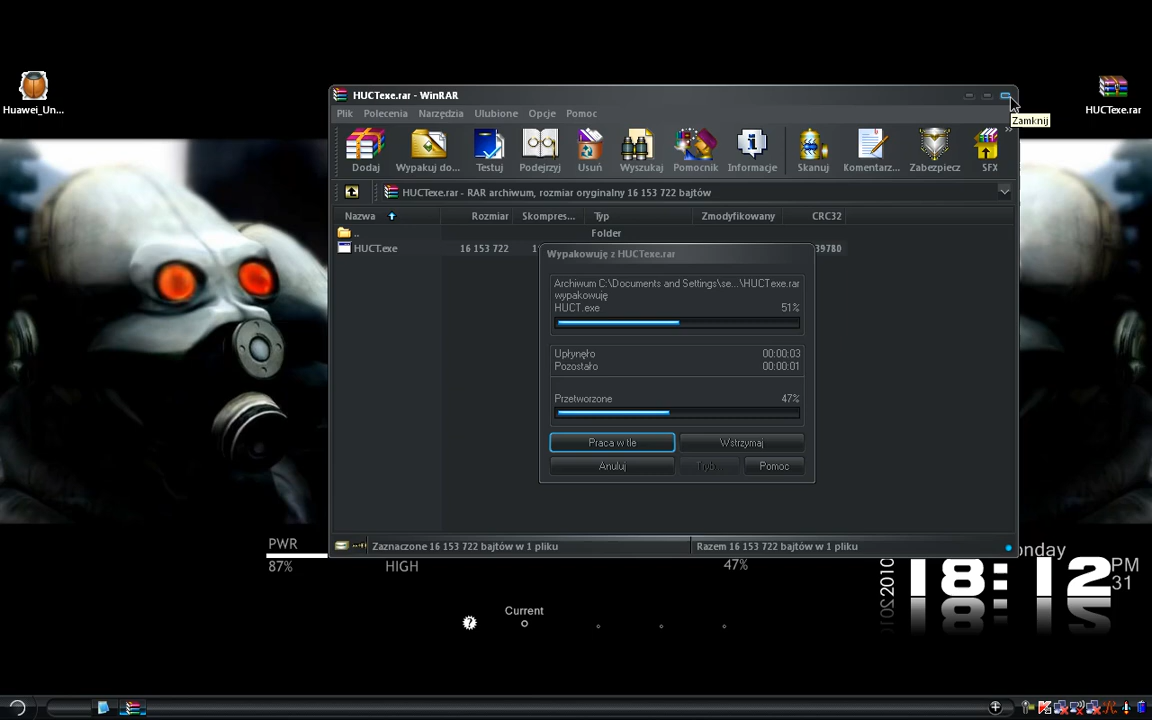 Huawei_Un...
HUCTexe.rar
HUCTexe.rar - WinRAR
Zamknij
Plik Polecenia Narzędzia Ulubione Opcje Pomoc
Dodaj Wypakuj do... Testuj Podejrzyj Usuń Wyszukaj Pomocnik Informacje Skanuj Komentarz... Zabezpiecz SFX
HUCTexe.rar - RAR archiwum, rozmiar oryginalny 16 153 722 bajtów
Nazwa Rozmiar Skompres... Typ Zmodyfikowany CRC32
.. Folder
HUCT.exe 16 153 722 39780
Wypakowuję z HUCTexe.rar
Archiwum C:\Documents and Settings\se...\HUCTexe.rar
wypakowuję
HUCT.exe 51%
Upłynęło 00:00:03
Pozostało 00:00:01
Przetworzone 47%
Praca w tle Wstrzymaj
Anuluj Tryb Pomoc
Zaznaczone 16 153 722 bajtów w 1 pliku Razem 16 153 722 bajtów w 1 pliku
PWR
87% HIGH 47%
onday
2010 18:12 PM
31
Current